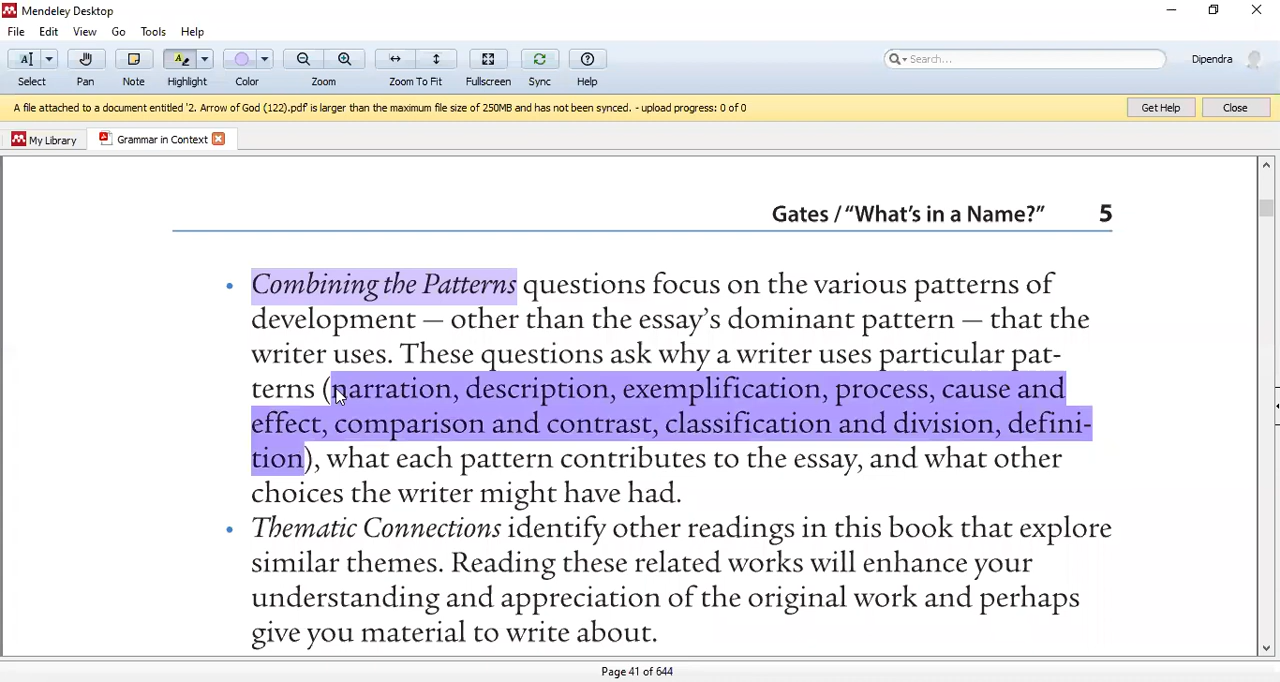 Mendeley Desktop
File Edit View Go Tools Help
Select Pan Note Highlight Color Zoom Zoom To Fit Fullscreen Sync Help
Search...
Dipendra
A file attached to a document entitled '2. Arrow of God (122).pdf' is larger than the maximum file size of 250MB and has not been synced. - upload progress: 0 of 0
Get Help Close
My Library Grammar in Context
Gates / “What’s in a Name?” 5
• Combining the Patterns questions focus on the various patterns of
development — other than the essay’s dominant pattern — that the
writer uses. These questions ask why a writer uses particular pat-
terns (narration, description, exemplification, process, cause and
effect, comparison and contrast, classification and division, defini-
tion), what each pattern contributes to the essay, and what other
choices the writer might have had.
• Thematic Connections identify other readings in this book that explore
similar themes. Reading these related works will enhance your
understanding and appreciation of the original work and perhaps
give you material to write about.
Page 41 of 644